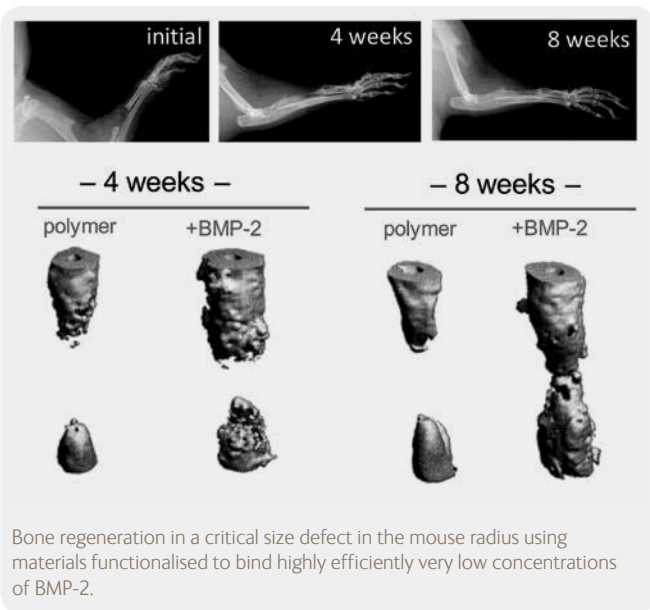 initial
4 weeks
8 weeks
– 4 weeks –
– 8 weeks –
polymer
+BMP-2
polymer
+BMP-2
Bone regeneration in a critical size defect in the mouse radius using
materials functionalised to bind highly efficiently very low concentrations
of BMP-2.